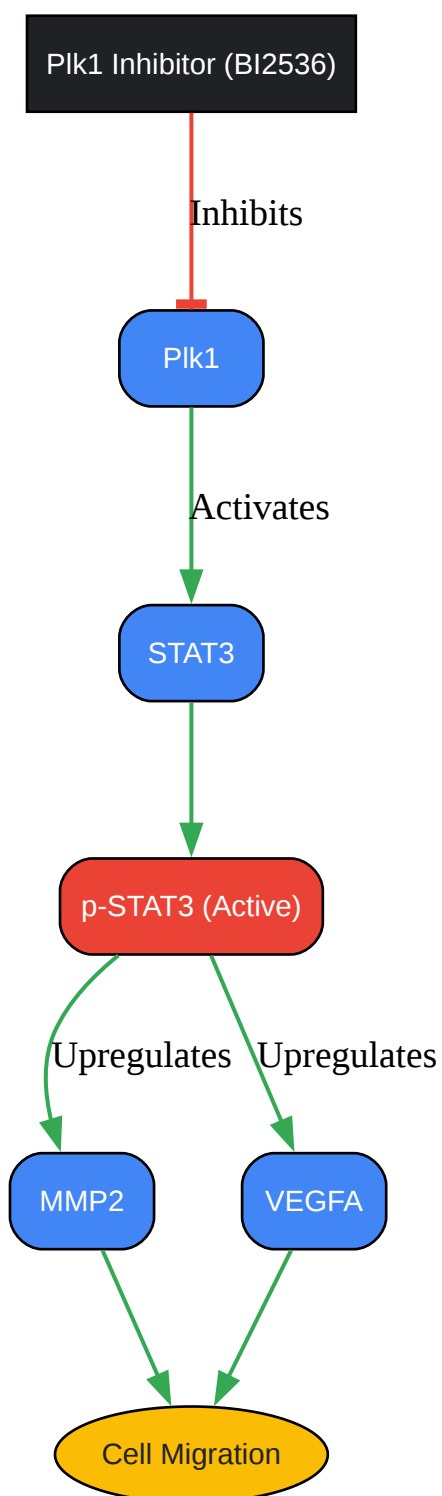 Plk1 Inhibitor (BI2536)
Inhibits
Plk1
Activates
STAT3
p-STAT3 (Active)
Upregulates
Upregulates
MMP2
VEGFA
Cell Migration